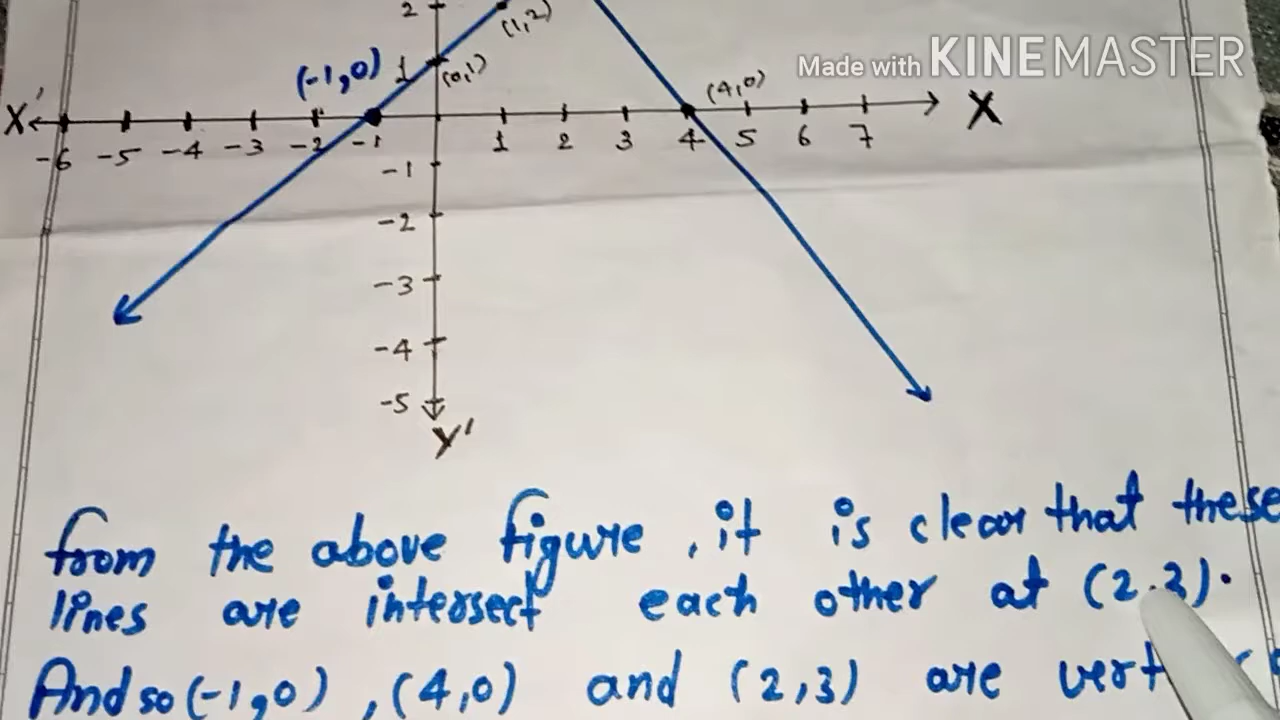 Made with KINEMASTER
2
(1,2)
(-1,0) 1 (0,1)
(4,0)
X' X
-6 -5 -4 -3 -2 -1 1 2 3 4 5 6 7
-1
-2
-3
-4
-5
Y'
from the above figure, it is clear that these
lines are intersect each other at (2,3).
And so (-1,0), (4,0) and (2,3) are vert